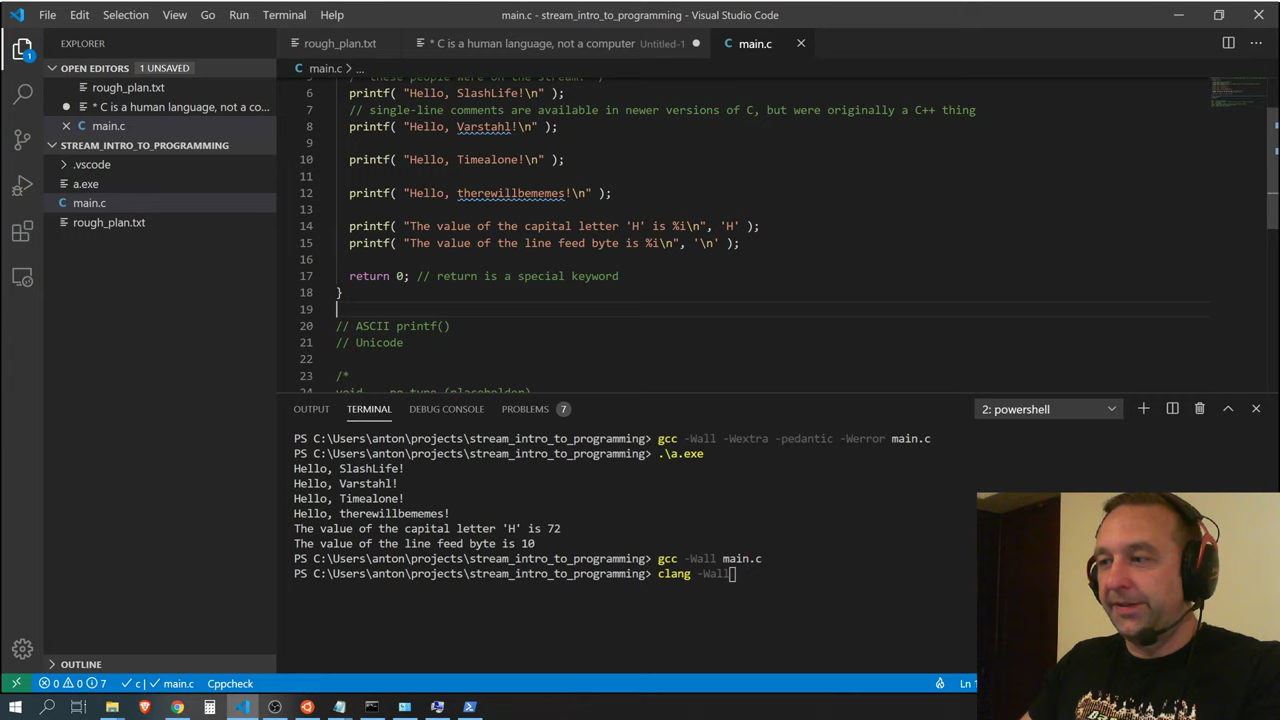 File Edit Selection View Go Run Terminal Help
main.c - stream_intro_to_programming - Visual Studio Code
EXPLORER
OPEN EDITORS 1 UNSAVED
rough_plan.txt
* C is a human language, not a co...
main.c
STREAM_INTRO_TO_PROGRAMMING
.vscode
a.exe
main.c
rough_plan.txt
OUTLINE
1
rough_plan.txt
* C is a human language, not a computer Untitled-1
main.c
main.c > ...
5 /* these people were on the stream! */
6 printf( "Hello, SlashLife!\n" );
7 // single-line comments are available in newer versions of C, but were originally a C++ thing
8 printf( "Hello, Varstahl!\n" );
9
10 printf( "Hello, Timealone!\n" );
11
12 printf( "Hello, therewillbememes!\n" );
13
14 printf( "The value of the capital letter 'H' is %i\n", 'H' );
15 printf( "The value of the line feed byte is %i\n", '\n' );
16
17 return 0; // return is a special keyword
18 }
19
20 // ASCII printf()
21 // Unicode
22
23 /*
24 void -- no type (placeholder)
OUTPUT TERMINAL DEBUG CONSOLE PROBLEMS 7
2: powershell
PS C:\Users\anton\projects\stream_intro_to_programming> gcc -Wall -Wextra -pedantic -Werror main.c
PS C:\Users\anton\projects\stream_intro_to_programming> .\a.exe
Hello, SlashLife!
Hello, Varstahl!
Hello, Timealone!
Hello, therewillbememes!
The value of the capital letter 'H' is 72
The value of the line feed byte is 10
PS C:\Users\anton\projects\stream_intro_to_programming> gcc -Wall main.c
PS C:\Users\anton\projects\stream_intro_to_programming> clang -Wall
0 0 7 c | main.c Cppcheck
Ln 1